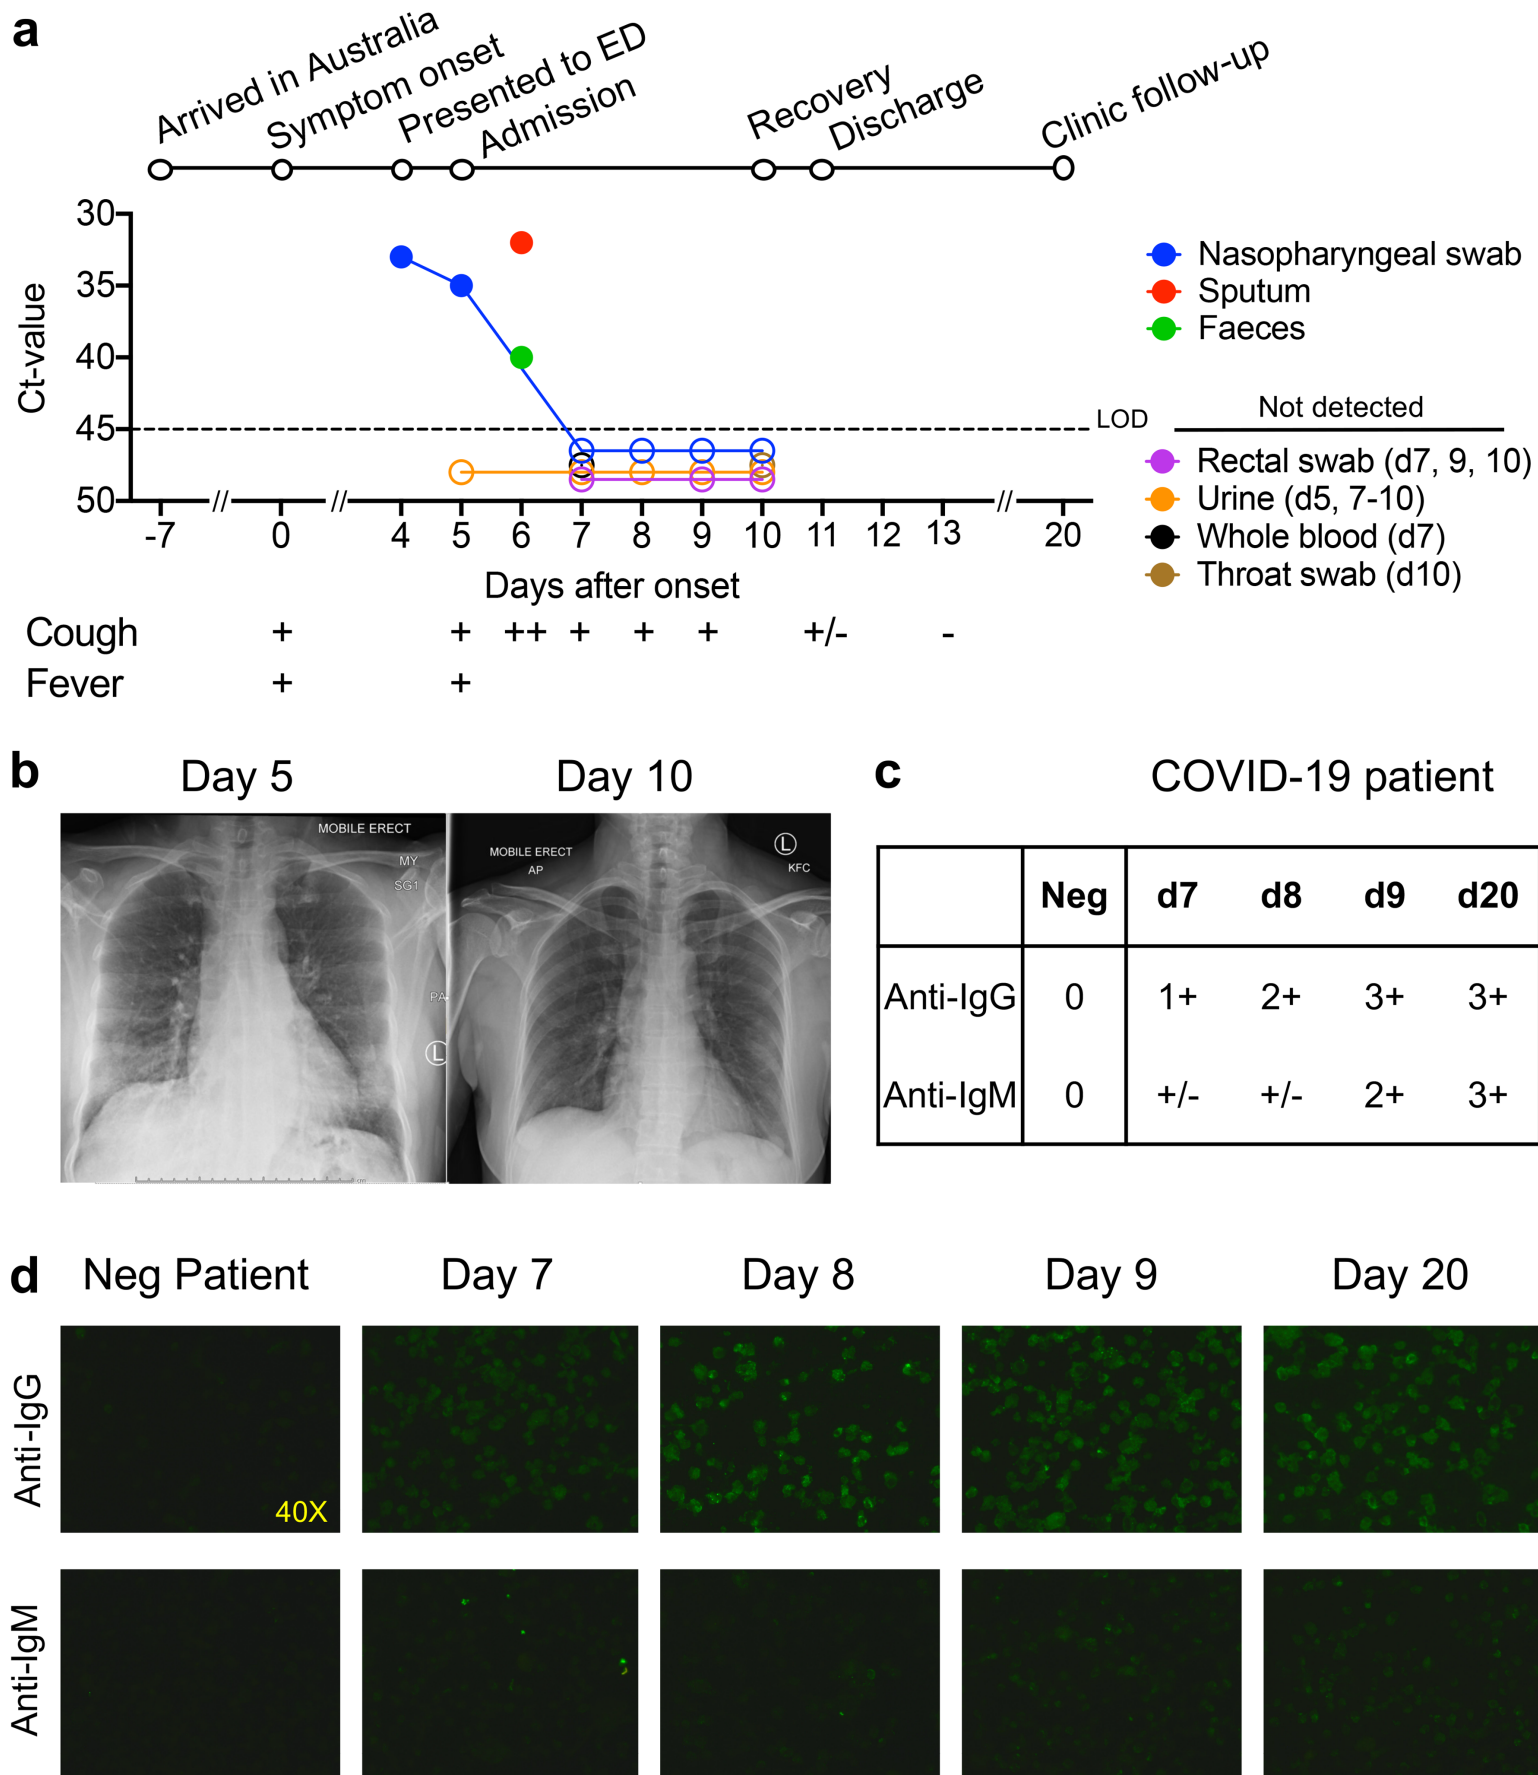 a
Arrived in Australia
Symptom onset
Presented to ED
Admission
Recovery
Discharge
Clinic follow-up
30
35
40
45
50
Ct-value
LOD
-7 // 0 // 4 5 6 7 8 9 10 11 12 13 // 20
Days after onset
Nasopharyngeal swab
Sputum
Faeces
Not detected
Rectal swab (d7, 9, 10)
Urine (d5, 7-10)
Whole blood (d7)
Throat swab (d10)
Cough + + ++ + + + +/- -
Fever + +
b
Day 5 Day 10
MOBILE ERECT
MY
SG1
PA
L
MOBILE ERECT
AP
L
KFC
c
COVID-19 patient
Neg d7 d8 d9 d20
Anti-IgG 0 1+ 2+ 3+ 3+
Anti-IgM 0 +/- +/- 2+ 3+
d
Neg Patient Day 7 Day 8 Day 9 Day 20
Anti-IgG
40X
Anti-IgM